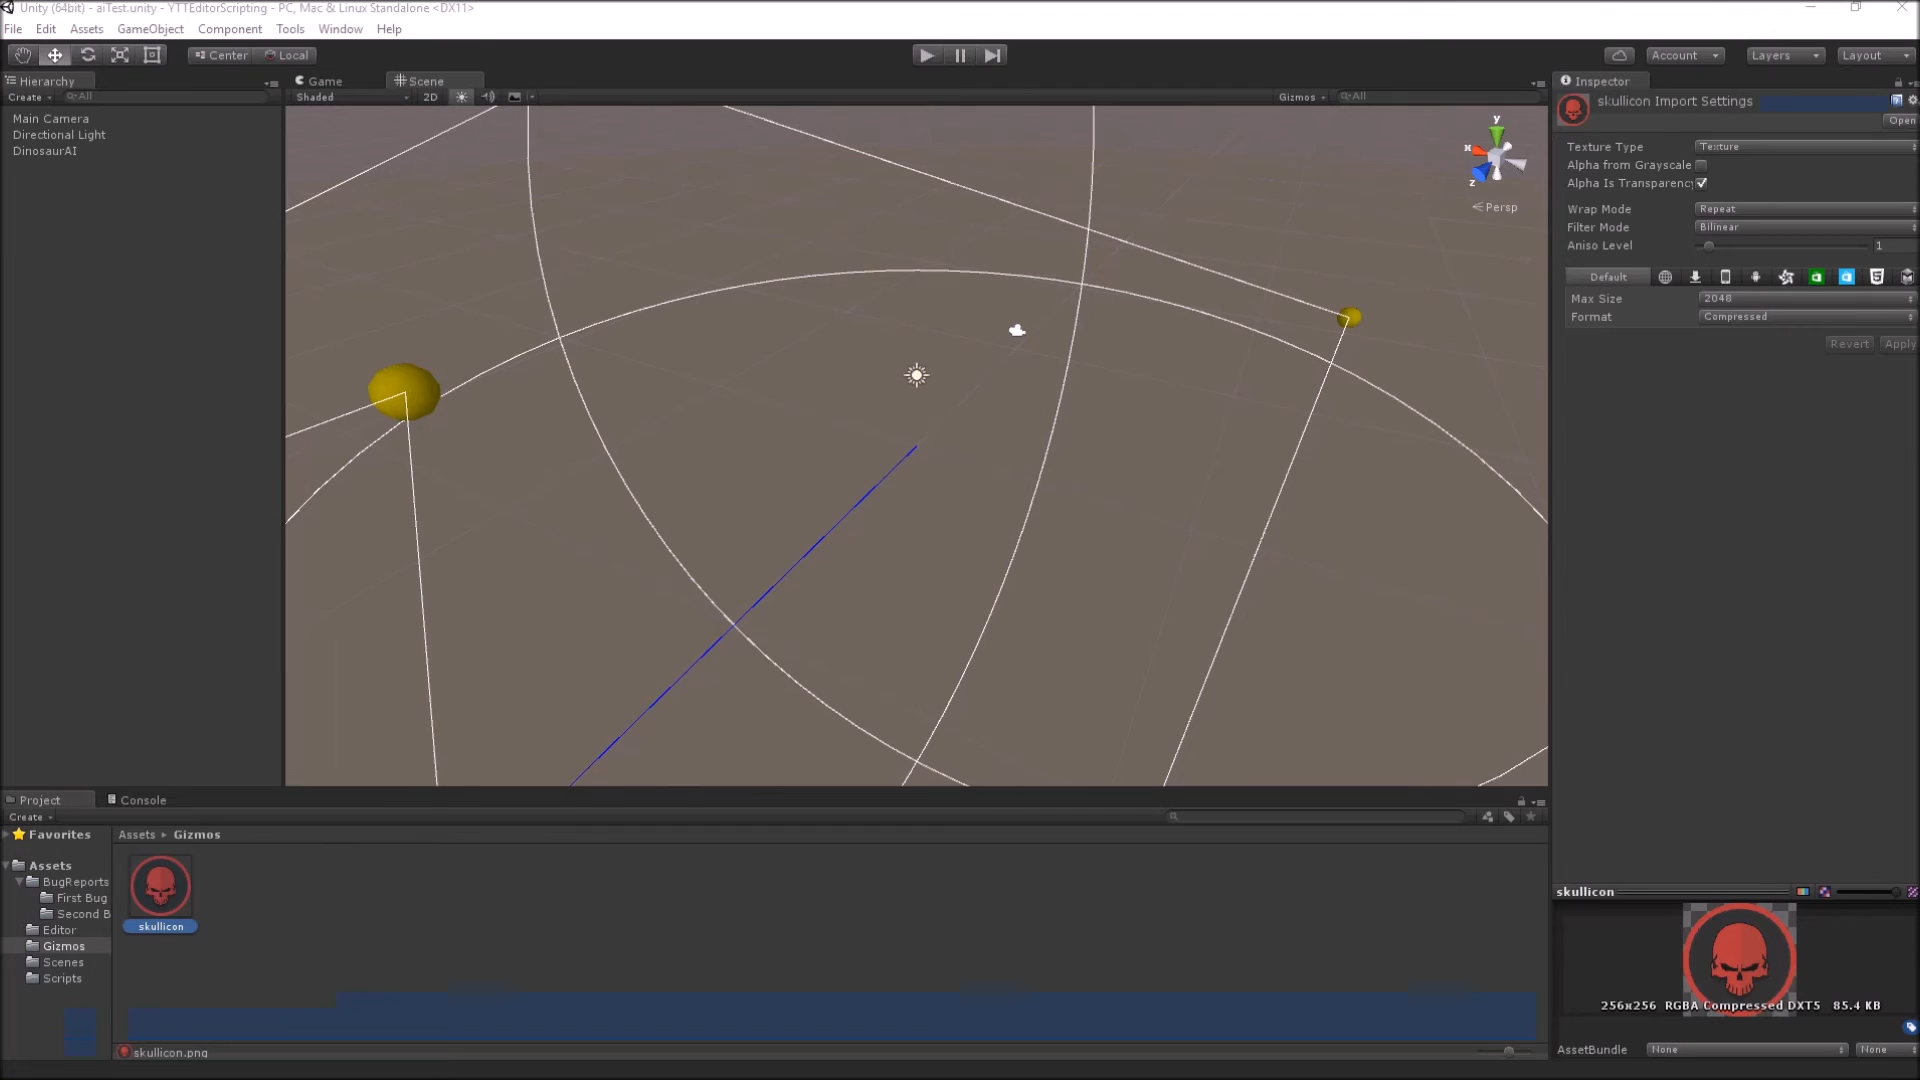 Unity (64bit) - aiTest.unity - YTTEditorScripting - PC, Mac & Linux Standalone <DX11>
File Edit Assets GameObject Component Tools Window Help
Center Local Account Layers Layout
Hierarchy Game Scene Inspector
Create All Shaded 2D Gizmos All
skullicon Import Settings
Open
Main Camera
Directional Light
DinosaurAI
y
x
z
Persp
Texture Type Texture
Alpha from Grayscale
Alpha Is Transparency
Wrap Mode Repeat
Filter Mode Bilinear
Aniso Level 1
Default
Max Size 2048
Format Compressed
Revert Apply
Project Console
Create
Favorites Assets Gizmos
Assets
BugReports
First Bug
Second B
Editor
Gizmos
Scenes
Scripts
skullicon
skullicon.png
skullicon
256x256 RGBA Compressed DXT5 85.4 KB
AssetBundle None None